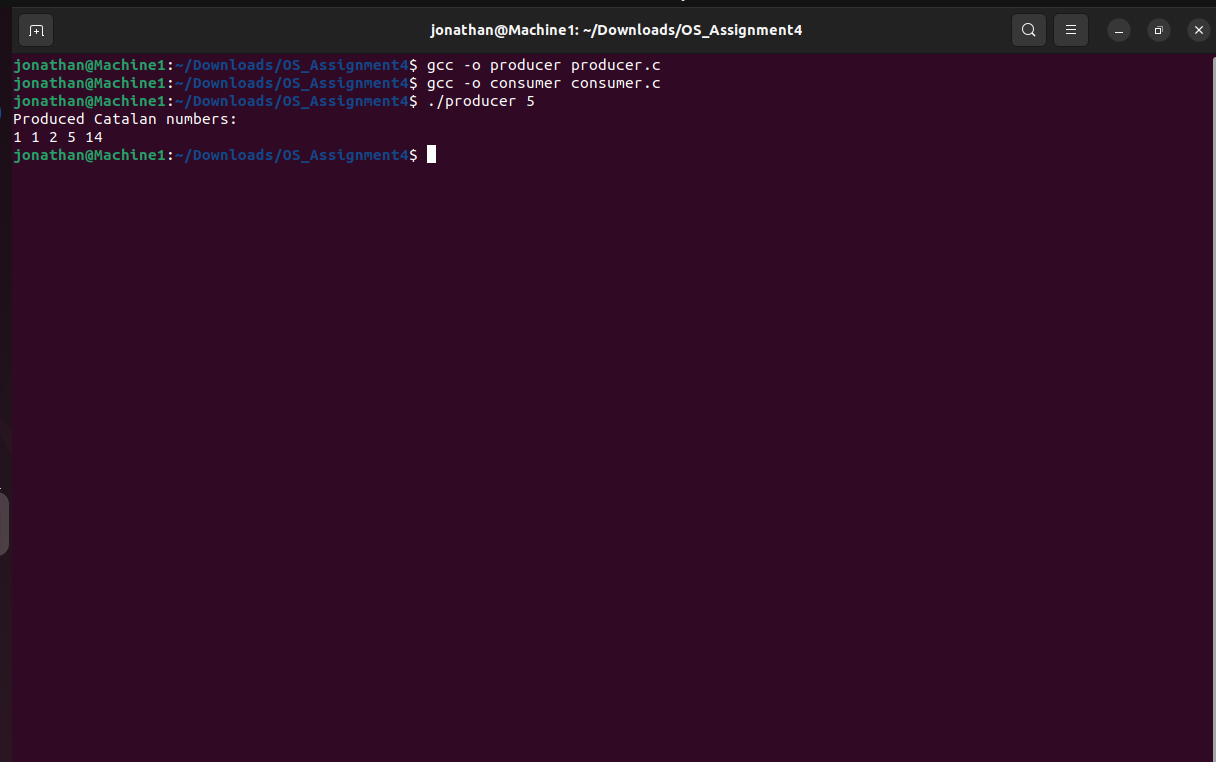 jonathan@Machine1: ~/Downloads/OS_Assignment4
jonathan@Machine1:~/Downloads/OS_Assignment4$ gcc -o producer producer.c
jonathan@Machine1:~/Downloads/OS_Assignment4$ gcc -o consumer consumer.c
jonathan@Machine1:~/Downloads/OS_Assignment4$ ./producer 5
Produced Catalan numbers:
1 1 2 5 14
jonathan@Machine1:~/Downloads/OS_Assignment4$